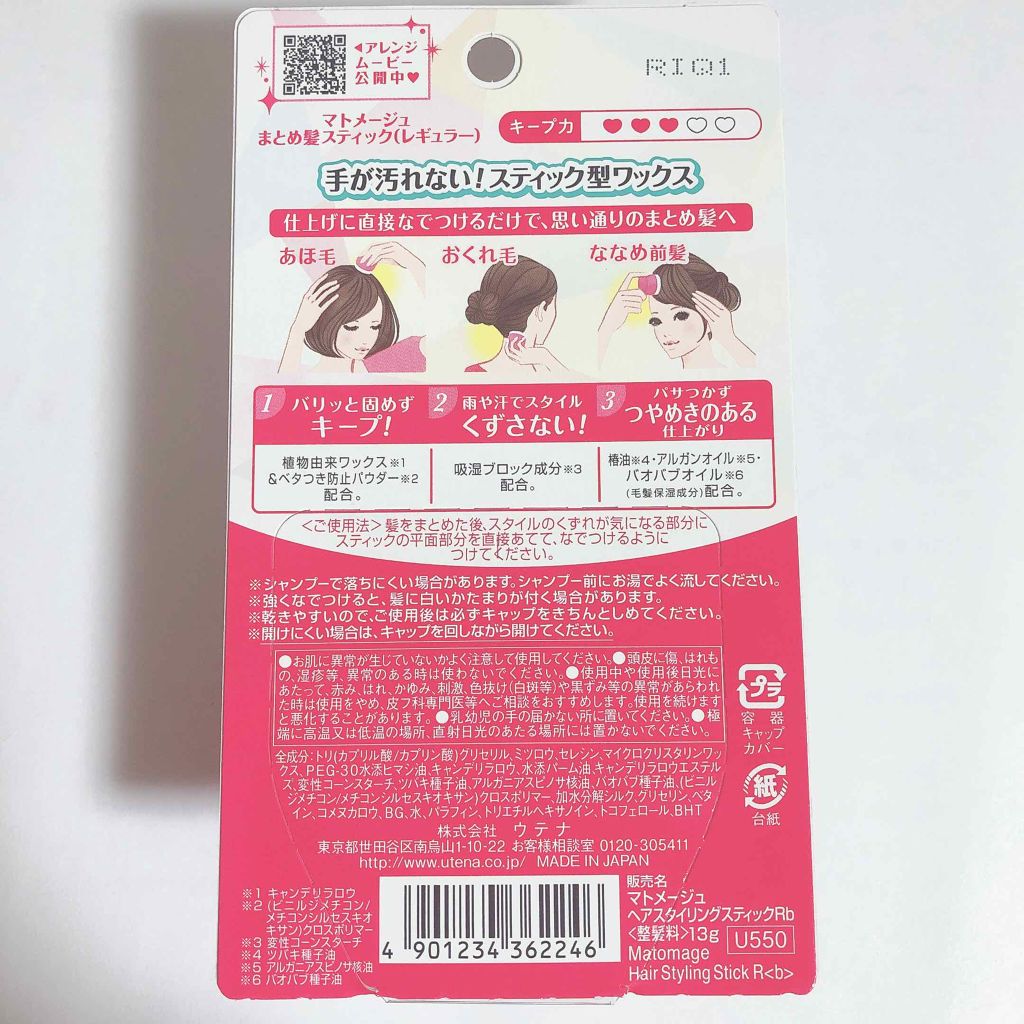 ◀アレンジ
ムービー
公開中♥
RIQ1
マトメージュ
まとめ髪スティック(レギュラー)
キープ力
手が汚れない!スティック型ワックス
仕上げに直接なでつけるだけで、思い通りのまとめ髪へ
あほ毛
おくれ毛
ななめ前髪
1 バリッと固めず
キープ!
植物由来ワックス※1
&ベタつき防止パウダー※2
配合。
2 雨や汗でスタイル
くずさない!
吸湿ブロック成分※3
配合。
3 パサつかず
つやめきのある
仕上がり
椿油※4・アルガンオイル※5・
バオバブオイル※6
(毛髪保湿成分)配合。
<ご使用法>髪をまとめた後、スタイルのくずれが気になる部分に
スティックの平面部分を直接あてて、なでつけるように
つけてください。
※シャンプーで落ちにくい場合があります。シャンプー前にお湯でよく流してください。
※強くなでつけると、髪に白いかたまりが付く場合があります。
※乾きやすいので、ご使用後は必ずキャップをきちんとしめてください。
※開けにくい場合は、キャップを回しながら開けてください。
●お肌に異常が生じていないかよく注意して使用してください。●頭皮に傷、はれも
の、湿疹等、異常のある時は使わないでください。●使用中や使用後日光に
あたって、赤み、はれ、かゆみ、刺激、色抜け(白斑等)や黒ずみ等の異常があらわれ
た時は使用をやめ、皮フ科専門医等へご相談をおすすめします。使用を続けます
と悪化することがあります。●乳幼児の手の届かない所に置いてください。●極
端に高温又は低温の場所、直射日光のあたる場所には置かないでください。
プラ
容器
キャップ
カバー
紙
台紙
全成分:トリ(カプリル酸/カプリン酸)グリセリル、ミツロウ、セレシン、マイクロクリスタリンワッ
クス、PEG-30水添ヒマシ油、キャンデリラロウ、水添パーム油、キャンデリラロウエステル
ズ、変性コーンスターチ、ツバキ種子油、アルガニアスピノサ核油、バオバブ種子油、(ビニル
ジメチコン/メチコンシルセスキオキサン)クロスポリマー、加水分解シルク、グリセリン、ベタ
イン、コメヌカロウ、BG、水、パラフィン、トリエチルヘキサノイン、トコフェロール、BHT
株式会社 ウテナ
東京都世田谷区南烏山1-10-22 お客様相談室 0120-305411
http://www.utena.co.jp/ MADE IN JAPAN
※1 キャンデリラロウ
※2 (ビニルジメチコン/
メチコンシルセスキオ
キサン)クロスポリマー
※3 変性コーンスターチ
※4 ツバキ種子油
※5 アルガニアスピノサ核油
※6 バオバブ種子油
4 901234 362246
販売名
マトメージュ
ヘアスタイリングスティックRb
<整髪料>13g
U550
Matomage
Hair Styling Stick R<b>